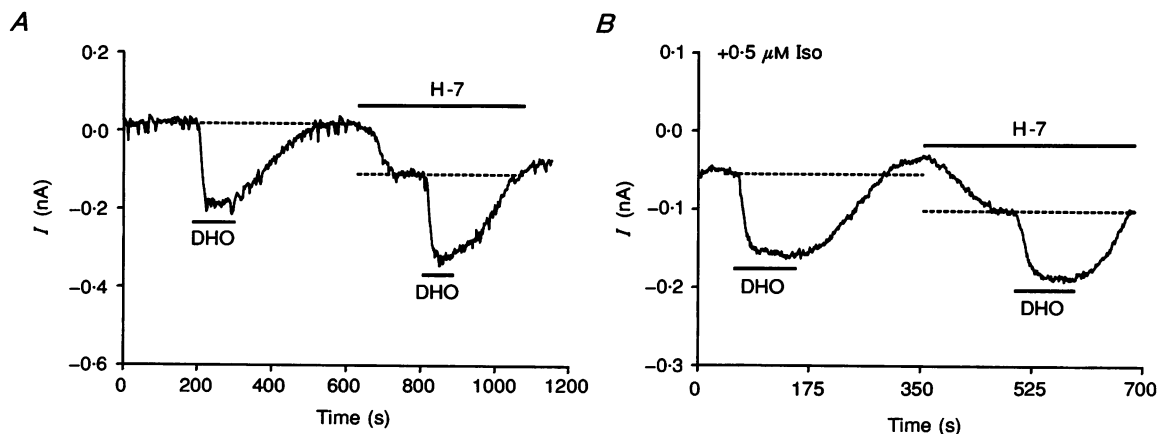 A
0·2
0·0
−0·2
−0·4
−0·6
I (nA)
H-7
DHO
DHO
0 200 400 600 800 1000 1200
Time (s)
B
+0·5 μM Iso
0·1
0·0
−0·1
−0·2
−0·3
I (nA)
H-7
DHO
DHO
0 175 350 525 700
Time (s)